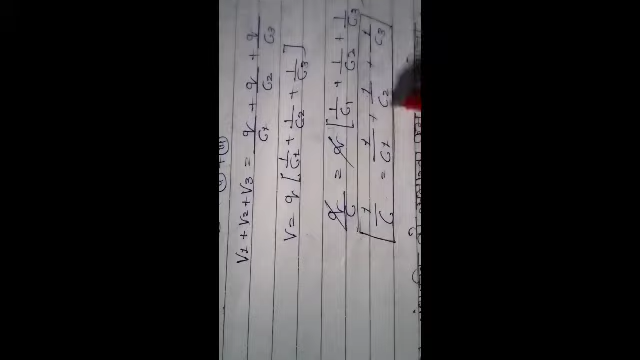 V1 + V2 + V3 = q/C1 + q/C2 + q/C3
V = q [1/C1 + 1/C2 + 1/C3]
q/C = q [1/C1 + 1/C2 + 1/C3
1/C = 1/C1 + 1/C2 + 1/C3